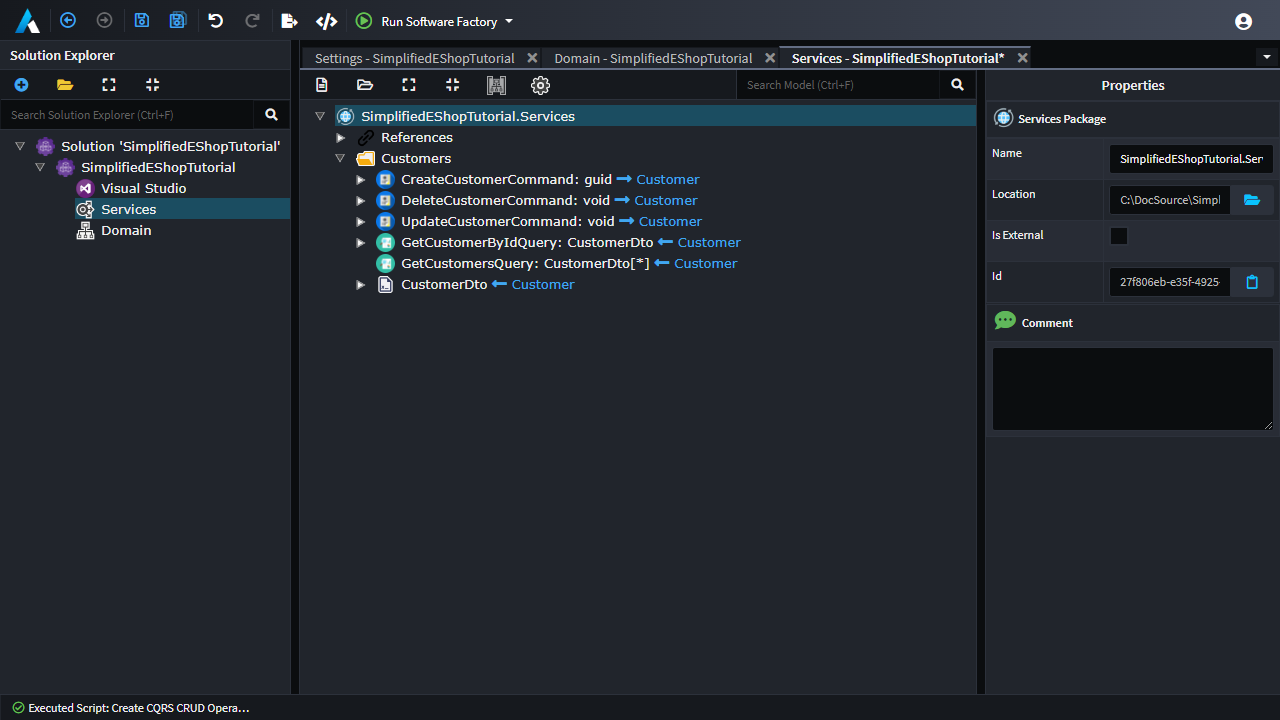 Run Software Factory
Solution Explorer
Search Solution Explorer (Ctrl+F)
Solution 'SimplifiedEShopTutorial'
SimplifiedEShopTutorial
Visual Studio
Services
Domain
Settings - SimplifiedEShopTutorial
Domain - SimplifiedEShopTutorial
Services - SimplifiedEShopTutorial*
Search Model (Ctrl+F)
SimplifiedEShopTutorial.Services
References
Customers
CreateCustomerCommand: guid → Customer
DeleteCustomerCommand: void → Customer
UpdateCustomerCommand: void → Customer
GetCustomerByIdQuery: CustomerDto ← Customer
GetCustomersQuery: CustomerDto[*] ← Customer
CustomerDto ← Customer
Properties
Services Package
Name SimplifiedEShopTutorial.Ser
Location C:\DocSource\Simpl
Is External
Id 27f806eb-e35f-4925-
Comment
Executed Script: Create CQRS CRUD Opera...